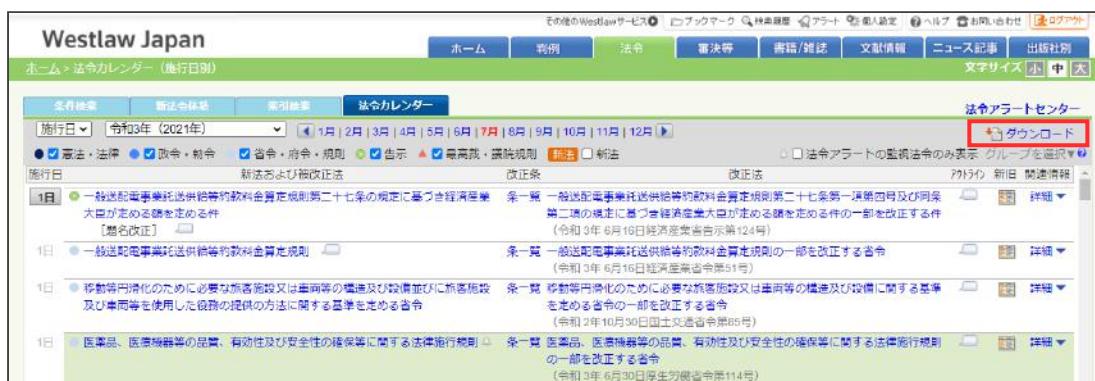 その他のWestlawサービス ブックマーク 検索履歴 アラート 個人設定 ヘルプ お問い合わせ ログアウト
Westlaw Japan
ホーム 判例 法令 審決等 書籍/雑誌 文献情報 ニュース記事 出版社別
ホーム > 法令カレンダー（施行日別） 文字サイズ 小 中 大
条件検索 新法令体系 索引検索 法令カレンダー 法令アラートセンター
施行日 令和3年（2021年） 1月 | 2月 | 3月 | 4月 | 5月 | 6月 | 7月 | 8月 | 9月 | 10月 | 11月 | 12月 ダウンロード
憲法・法律 政令・勅令 省令・府令・規則 告示 最高裁・議院規則 新法 新法 法令アラートの監視法令のみ表示 グループを選択
施行日 新法および被改正法 改正条 改正法 アウトライン 新旧 関連情報
1日 一般送配電事業託送供給等約款料金算定規則第二十七条の規定に基づき経済産業 条一覧 一般送配電事業託送供給等約款料金算定規則第二十七条第一項第四号及び同条 詳細
大臣が定める額を定める件 第二項の規定に基づき経済産業大臣が定める額を定める件の一部を改正する件
［題名改正］ （令和 3年 6月16日経済産業省告示第124号）
1日 一般送配電事業託送供給等約款料金算定規則 条一覧 一般送配電事業託送供給等約款料金算定規則の一部を改正する省令 詳細
（令和 3年 6月16日経済産業省令第51号）
1日 移動等円滑化のために必要な旅客施設又は車両等の構造及び設備並びに旅客施設 条一覧 移動等円滑化のために必要な旅客施設又は車両等の構造及び設備に関する基準 詳細
及び車両等を使用した役務の提供の方法に関する基準を定める省令 を定める省令の一部を改正する省令
（令和 2年10月30日国土交通省令第85号）
1日 医薬品、医療機器等の品質、有効性及び安全性の確保等に関する法律施行規則 条一覧 医薬品、医療機器等の品質、有効性及び安全性の確保等に関する法律施行規則 詳細
の一部を改正する省令
（令和 3年 6月30日厚生労働省令第114号）